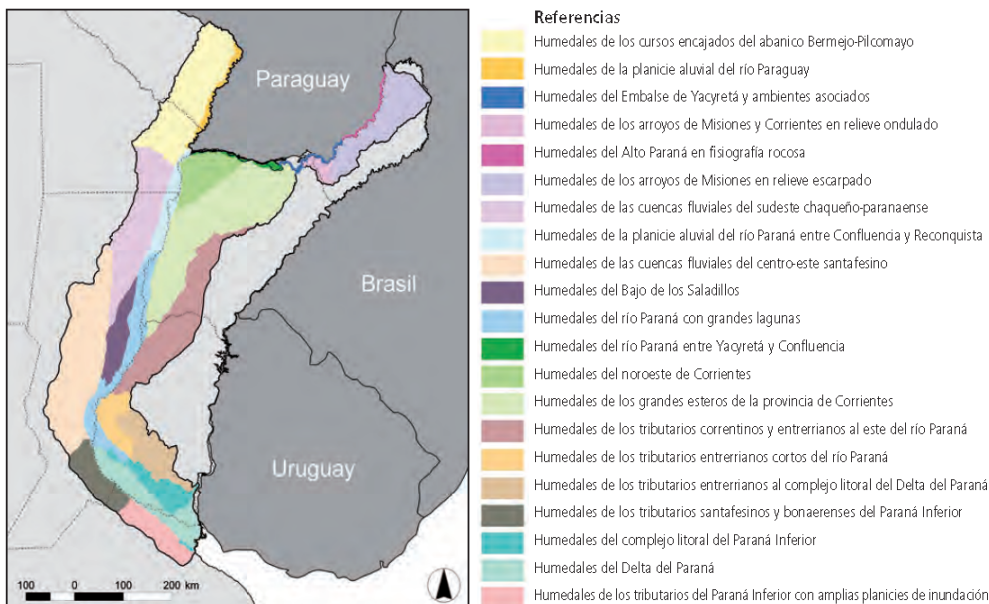 Paraguay
Brasil
Uruguay
100 0 100 200 km
Referencias
Humedales de los cursos encajados del abanico Bermejo-Pilcomayo
Humedales de la planicie aluvial del río Paraguay
Humedales del Embalse de Yacyretá y ambientes asociados
Humedales de los arroyos de Misiones y Corrientes en relieve ondulado
Humedales del Alto Paraná en fisiografía rocosa
Humedales de los arroyos de Misiones en relieve escarpado
Humedales de las cuencas fluviales del sudeste chaqueño-paranaense
Humedales de la planicie aluvial del río Paraná entre Confluencia y Reconquista
Humedales de las cuencas fluviales del centro-este santafesino
Humedales del Bajo de los Saladillos
Humedales del río Paraná con grandes lagunas
Humedales del río Paraná entre Yacyretá y Confluencia
Humedales del noroeste de Corrientes
Humedales de los grandes esteros de la provincia de Corrientes
Humedales de los tributarios correntinos y entrerrianos al este del río Paraná
Humedales de los tributarios entrerrianos cortos del río Paraná
Humedales de los tributarios entrerrianos al complejo litoral del Delta del Paraná
Humedales de los tributarios santafesinos y bonaerenses del Paraná Inferior
Humedales del complejo litoral del Paraná Inferior
Humedales del Delta del Paraná
Humedales de los tributarios del Paraná Inferior con amplias planicies de inundación